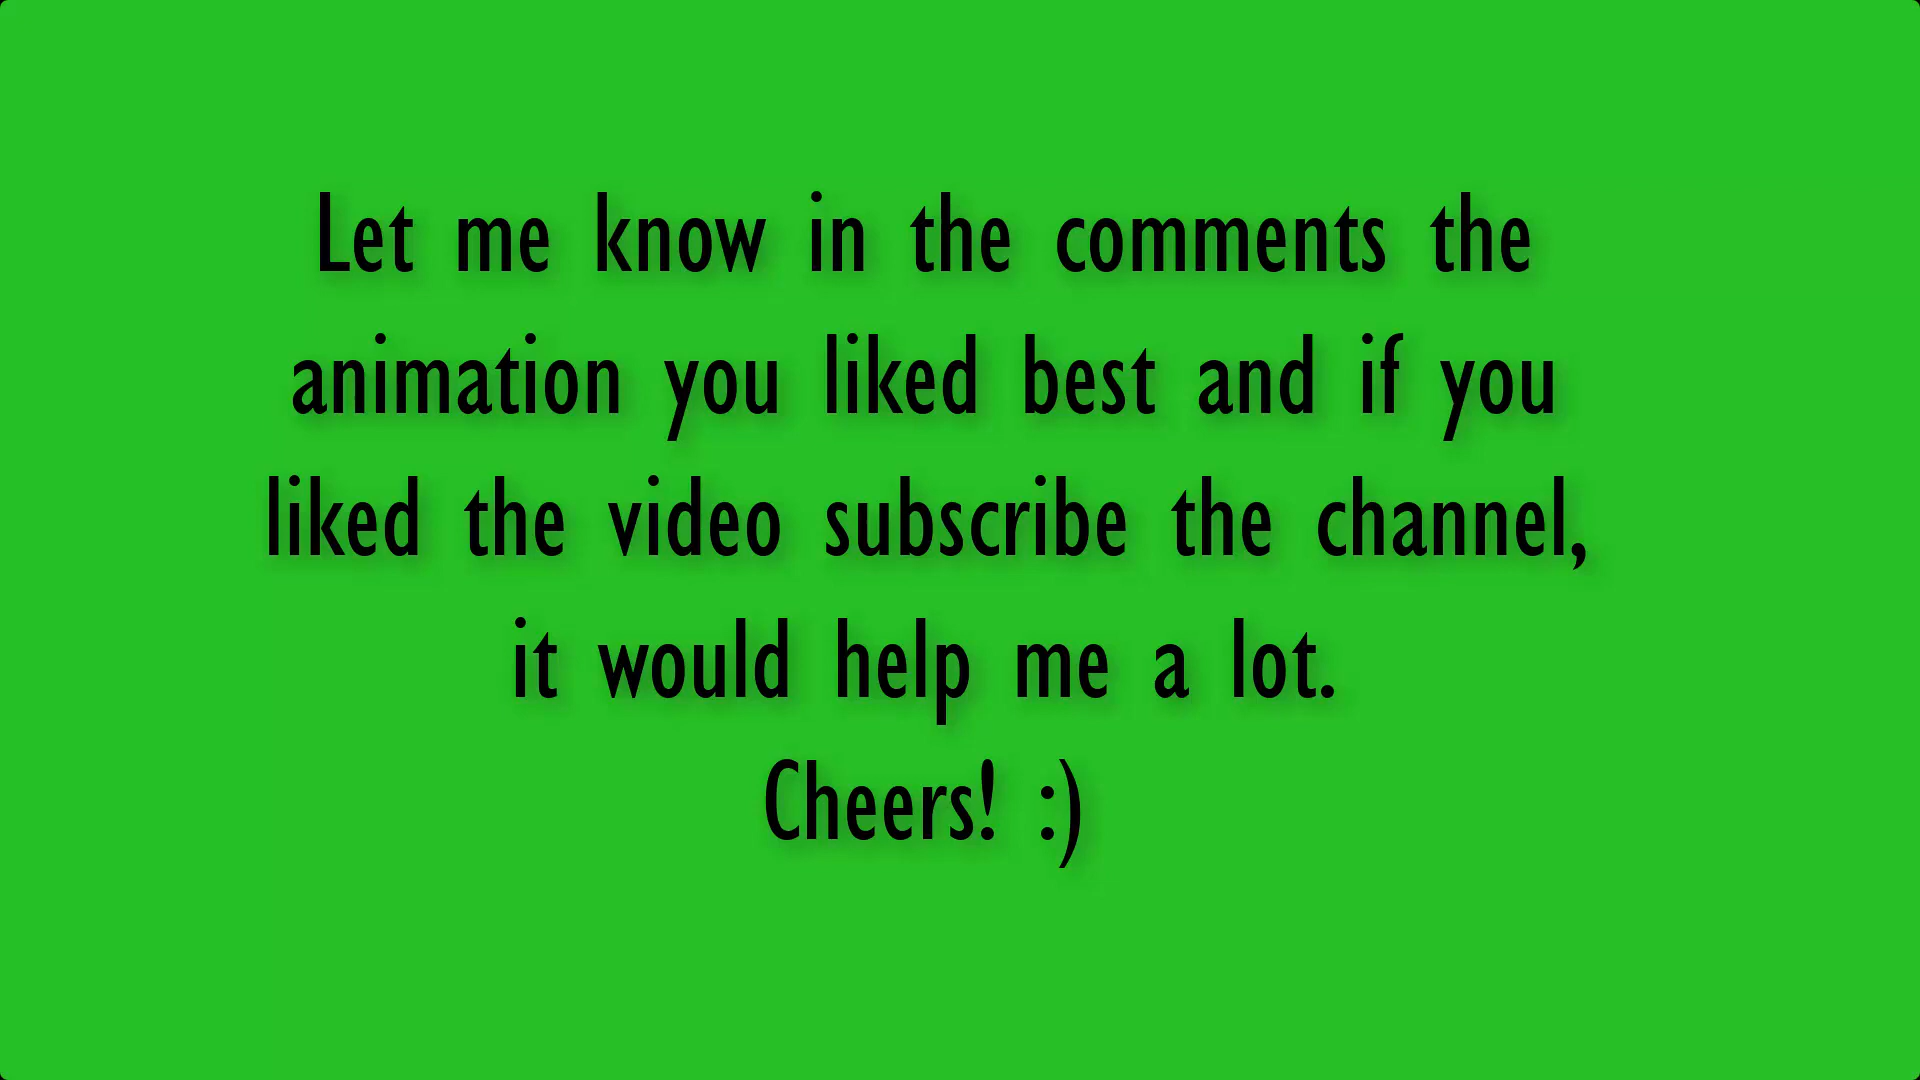 Let me know in the comments the
animation you liked best and if you
liked the video subscribe the channel,
it would help me a lot.
Cheers! :)